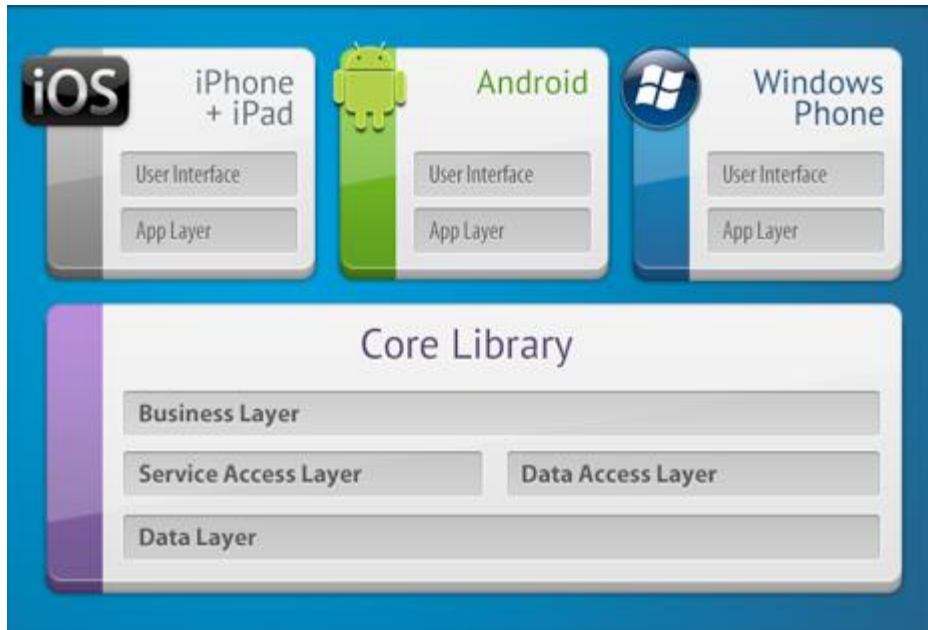 iOS
iPhone
+ iPad
User Interface
App Layer
Android
User Interface
App Layer
Windows
Phone
User Interface
App Layer
Core Library
Business Layer
Service Access Layer
Data Access Layer
Data Layer